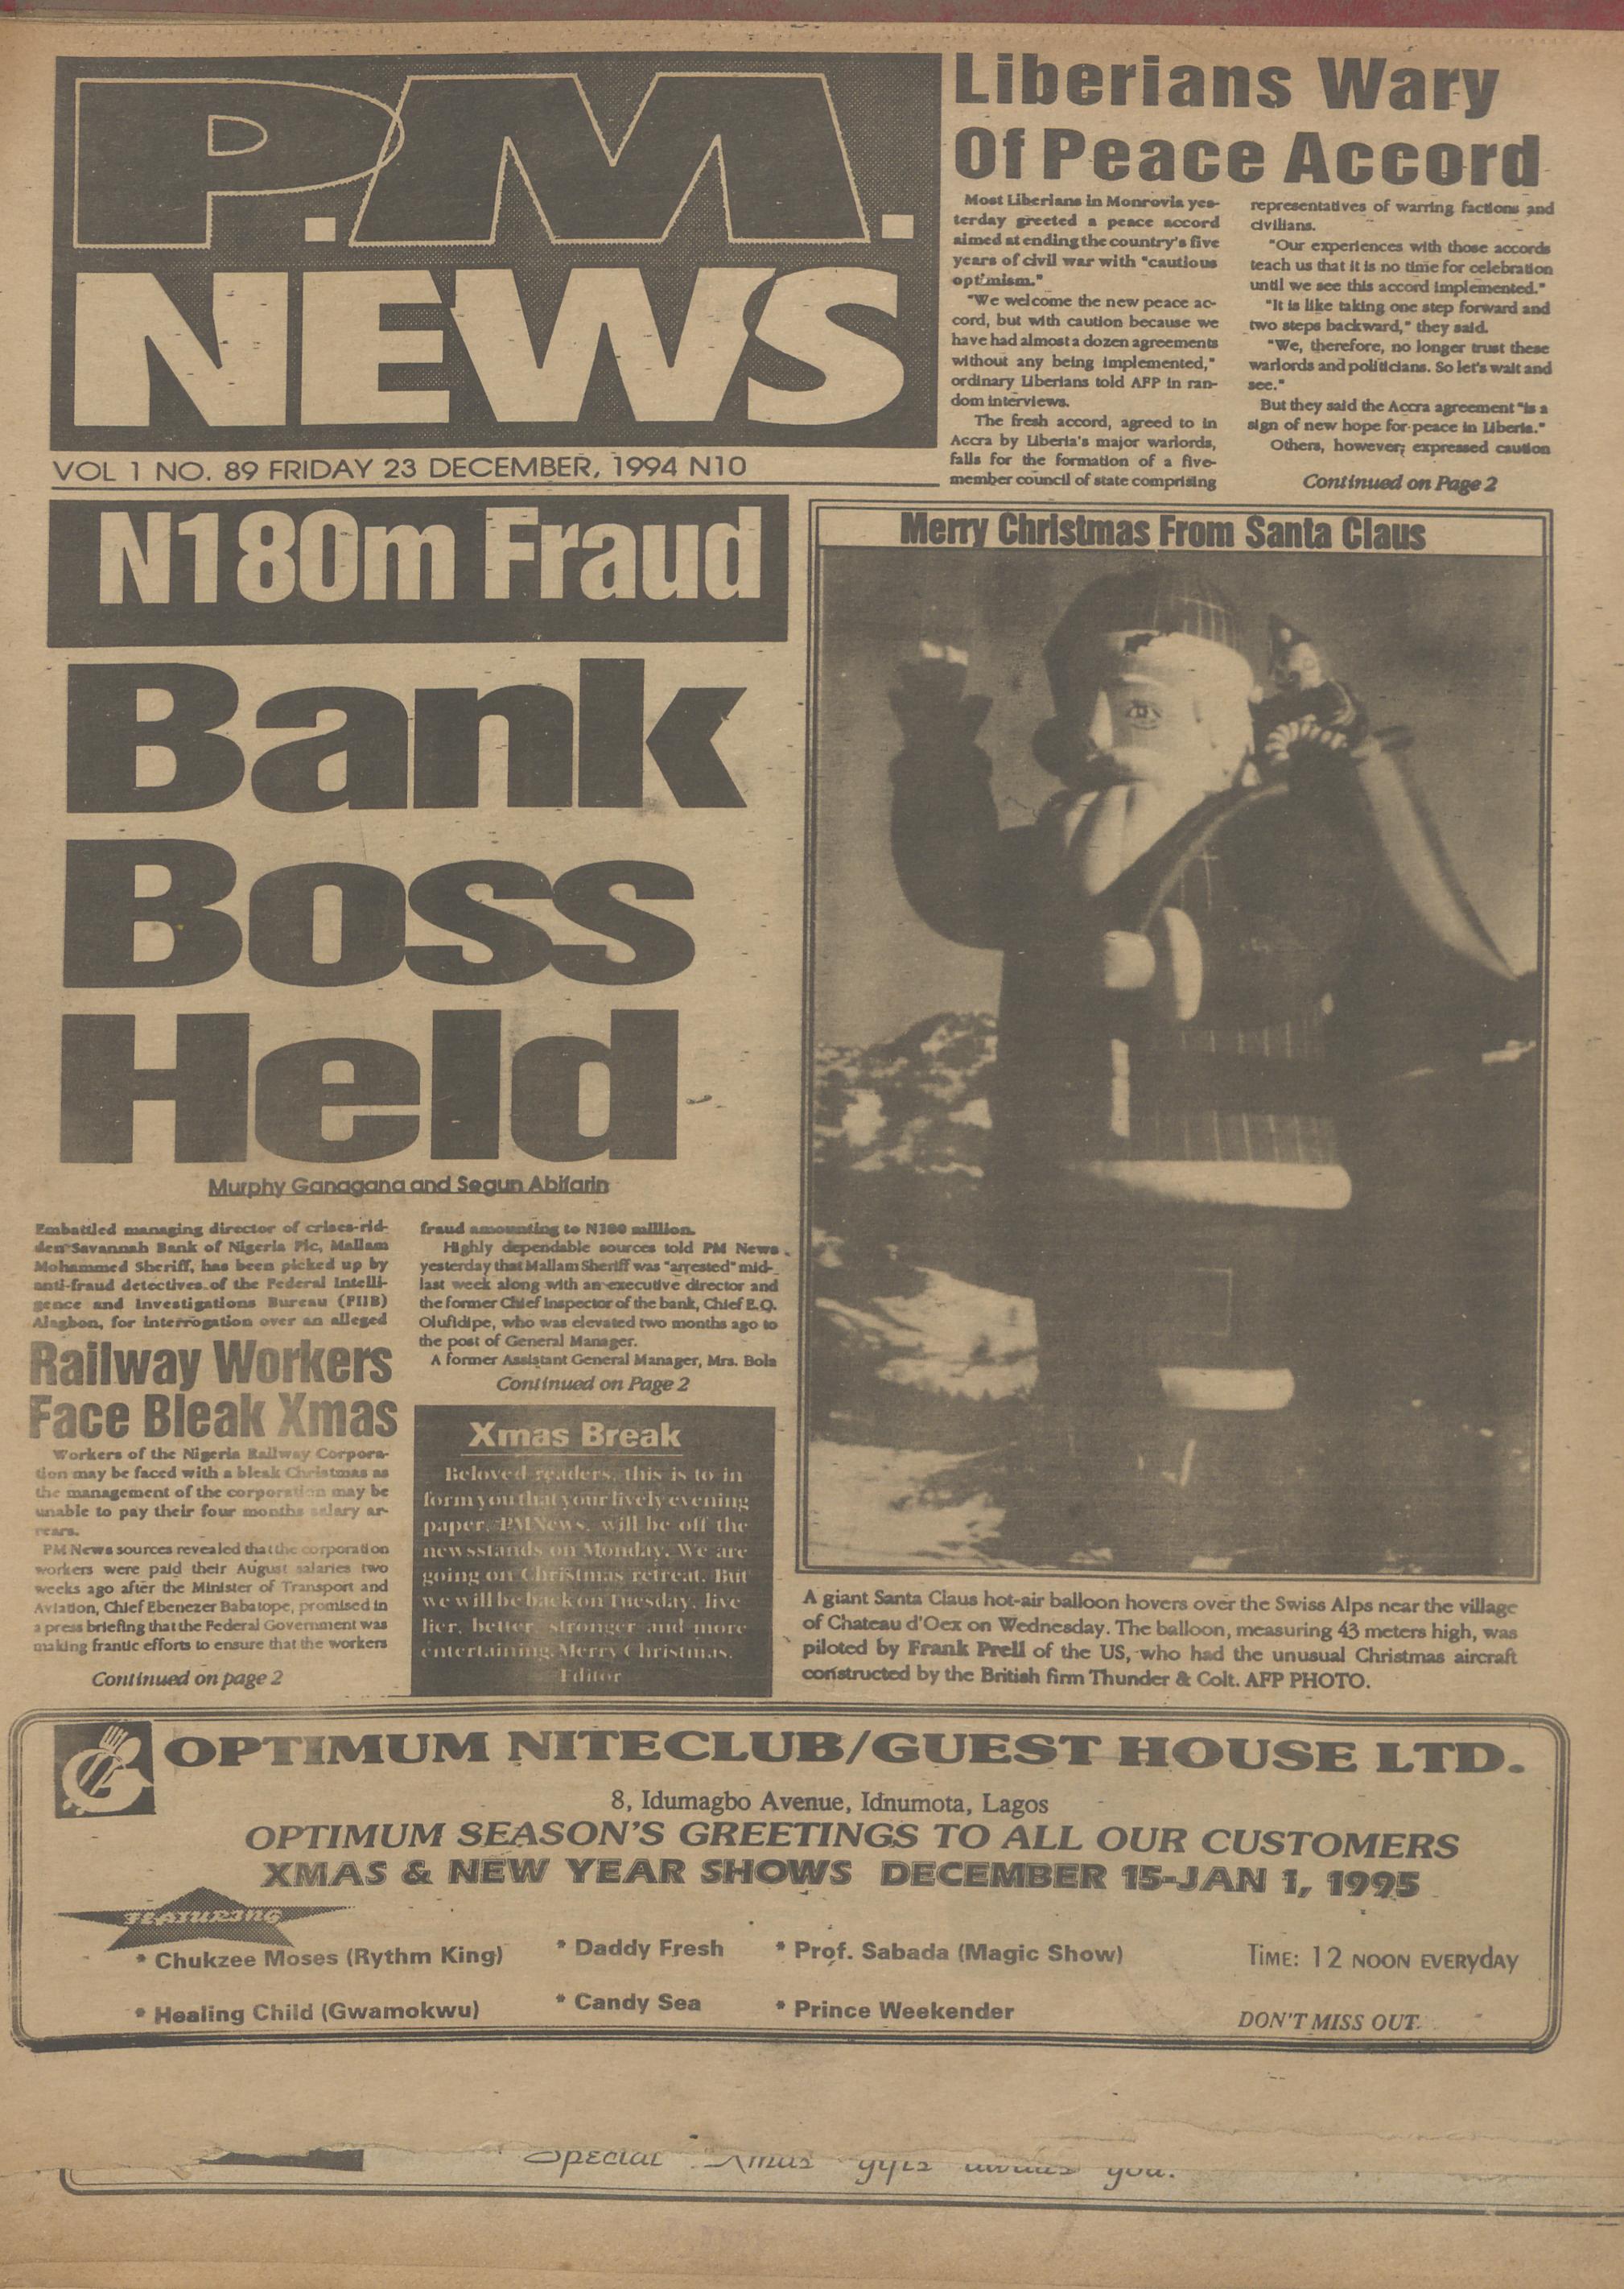 P.M.
NEWS
VOL 1 NO. 89 FRIDAY 23 DECEMBER, 1994 N10
Liberians Wary
Of Peace Accord
Most Liberians in Monrovia yes-
terday greeted a peace accord
aimed at ending the country's five
years of civil war with "cautious
optimism."
"We welcome the new peace ac-
cord, but with caution because we
have had almost a dozen agreements
without any being implemented,"
ordinary Liberians told AFP in ran-
dom interviews.
The fresh accord, agreed to in
Accra by Liberia's major warlords,
falls for the formation of a five-
member council of state comprising
representatives of warring factions and
civilians.
"Our experiences with those accords
teach us that it is no time for celebration
until we see this accord implemented."
"It is like taking one step forward and
two steps backward," they said.
"We, therefore, no longer trust these
warlords and politicians. So let's wait and
see."
But they said the Accra agreement "is a
sign of new hope for peace in Liberia."
Others, however, expressed caution
Continued on Page 2
N180m Fraud
Bank
Boss
Held
Murphy Ganagana and Segun Abifarin
Embattled managing director of crises-rid-
den Savannah Bank of Nigeria Plc, Mallam
Mohammed Sheriff, has been picked up by
anti-fraud detectives of the Federal Intelli-
gence and Investigations Bureau (FIIB)
Alagbon, for interrogation over an alleged
fraud amounting to N180 million.
Highly dependable sources told PM News
yesterday that Mallam Sheriff was "arrested" mid-
last week along with an executive director and
the former Chief Inspector of the bank, Chief E.O.
Olufidipe, who was elevated two months ago to
the post of General Manager.
A former Assistant General Manager, Mrs. Bola
Continued on Page 2
Railway Workers
Face Bleak Xmas
Workers of the Nigeria Railway Corpora-
tion may be faced with a bleak Christmas as
the management of the corporation may be
unable to pay their four months salary ar-
rears.
PM News sources revealed that the corporation
workers were paid their August salaries two
weeks ago after the Minister of Transport and
Aviation, Chief Ebenezer Babatope, promised in
a press briefing that the Federal Government was
making frantic efforts to ensure that the workers
Continued on page 2
Xmas Break
Beloved readers, this is to in
form you that your lively evening
paper, PMNews, will be off the
newsstands on Monday. We are
going on Christmas retreat. But
we will be back on Tuesday, live
lier, better, stronger and more
entertaining. Merry Christmas.
Editor
Merry Christmas From Santa Claus
A giant Santa Claus hot-air balloon hovers over the Swiss Alps near the village
of Chateau d'Oex on Wednesday. The balloon, measuring 43 meters high, was
piloted by Frank Prell of the US, who had the unusual Christmas aircraft
constructed by the British firm Thunder & Colt. AFP PHOTO.
OPTIMUM NITECLUB/GUEST HOUSE LTD.
8, Idumagbo Avenue, Idnumota, Lagos
OPTIMUM SEASON'S GREETINGS TO ALL OUR CUSTOMERS
XMAS & NEW YEAR SHOWS DECEMBER 15-JAN 1, 1995
FEATURING
* Chukzee Moses (Rythm King)
* Daddy Fresh
* Prof. Sabada (Magic Show)
TIME: 12 NOON EVERYday
* Healing Child (Gwamokwu)
* Candy Sea
* Prince Weekender
DON'T MISS OUT.
Special Xmas gifts awaits you.